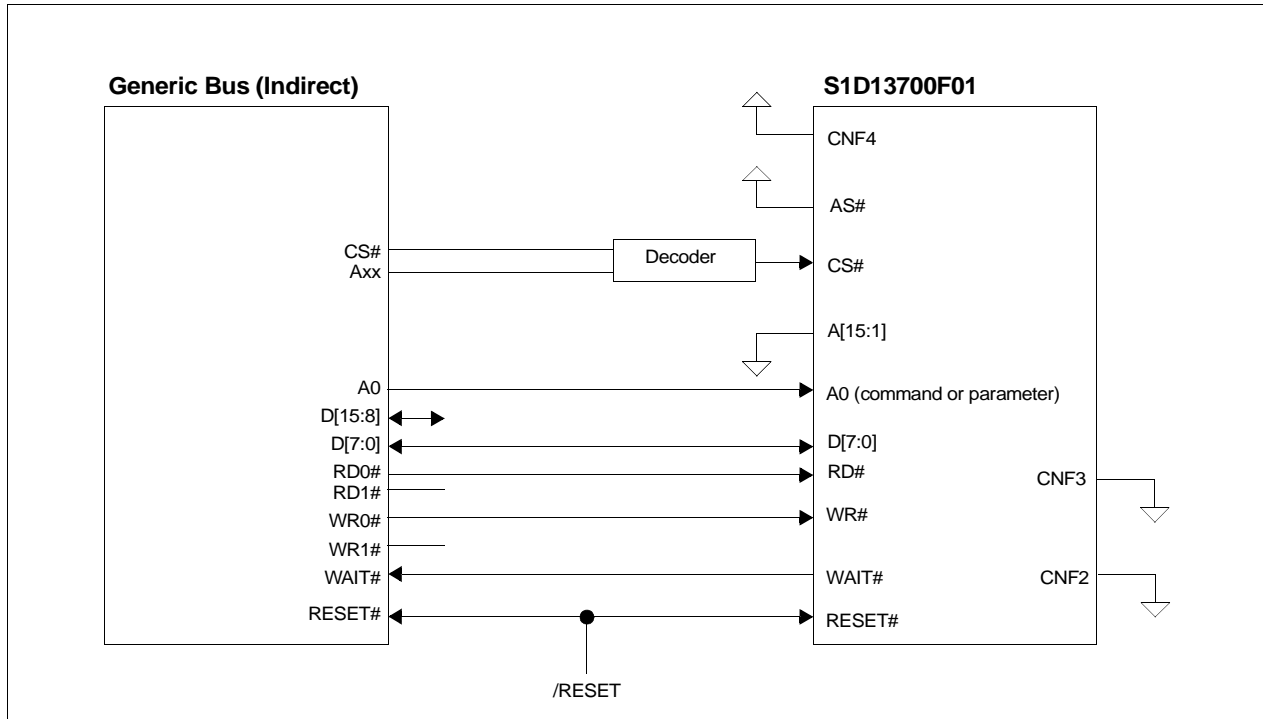 Generic Bus (Indirect)
S1D13700F01
CNF4
AS#
CS#
Axx
Decoder
CS#
A[15:1]
A0
A0 (command or parameter)
D[15:8]
D[7:0]
D[7:0]
RD0#
RD#
RD1#
CNF3
WR0#
WR#
WR1#
WAIT#
WAIT#
CNF2
RESET#
RESET#
/RESET